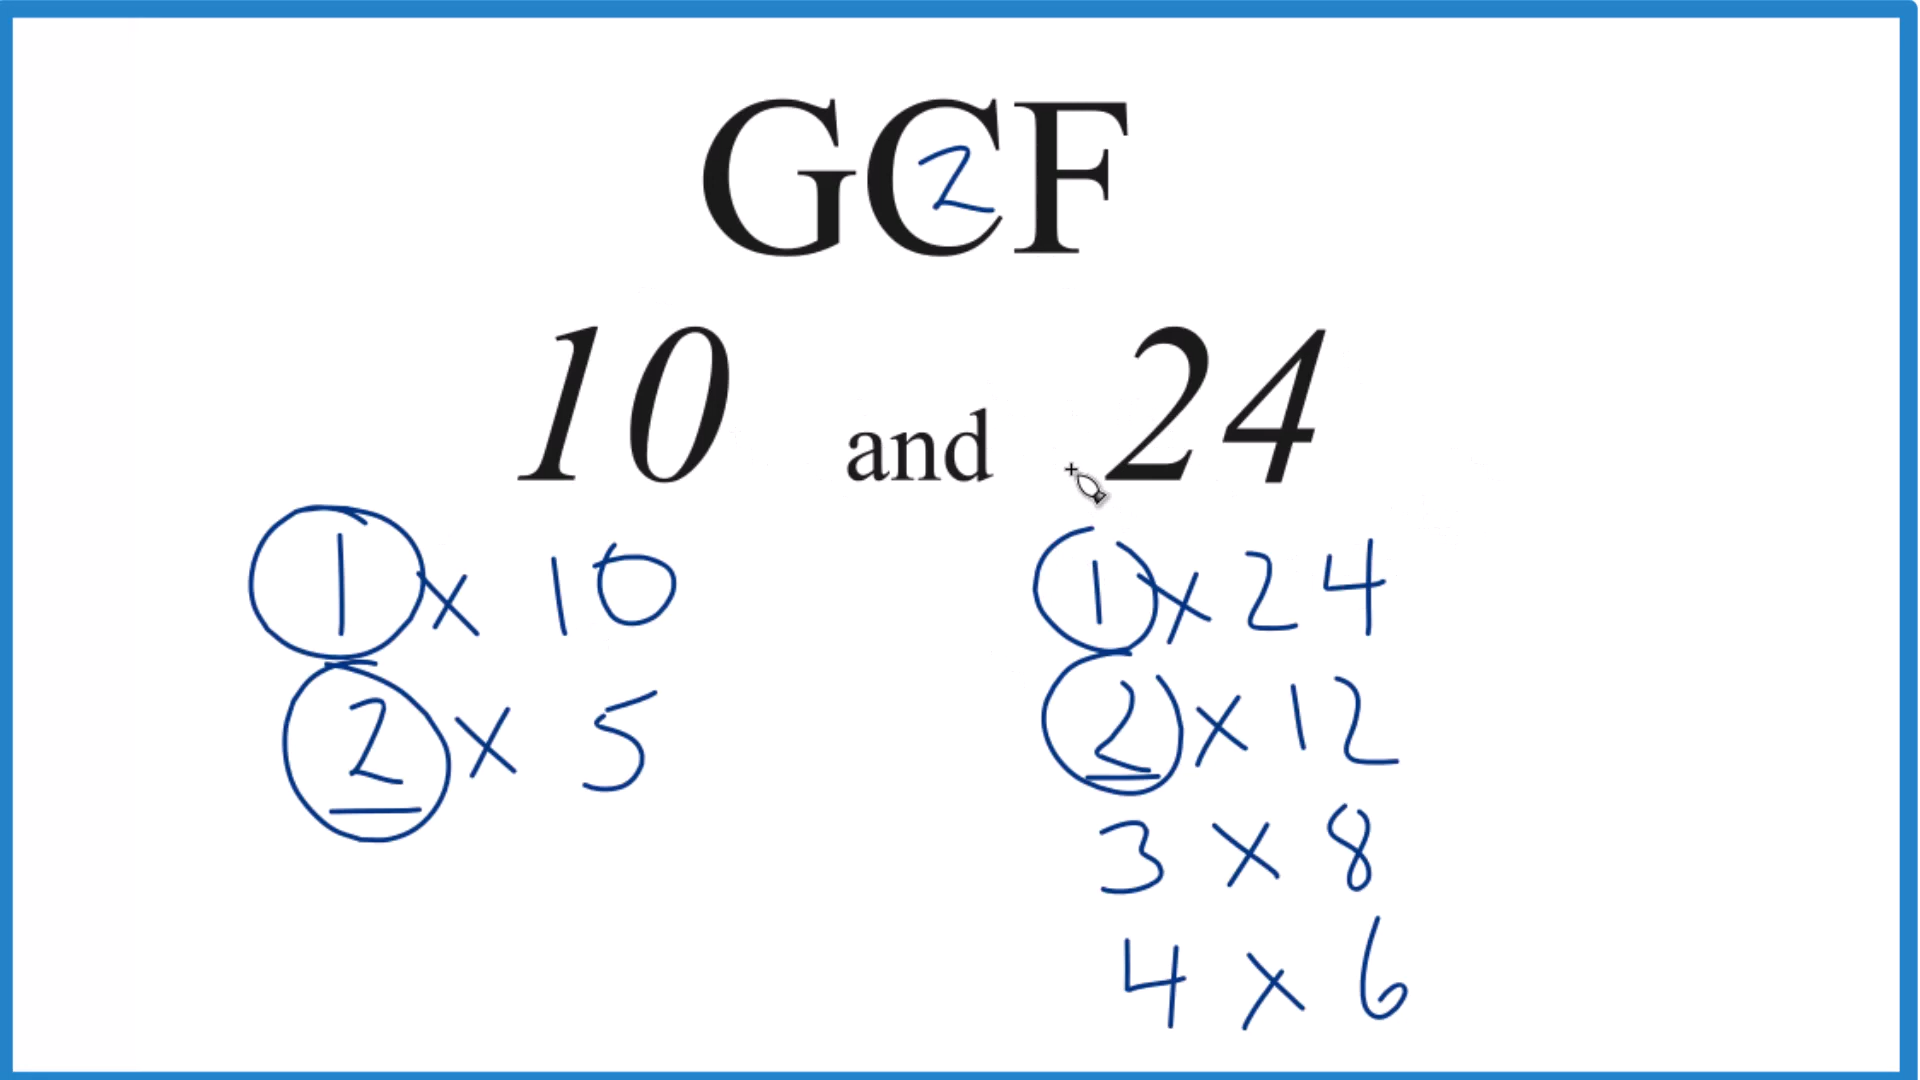 GCF
2
10 and 24
1 x 10 1 x 24
2 x 5 2 x 12
3 x 8
4 x 6